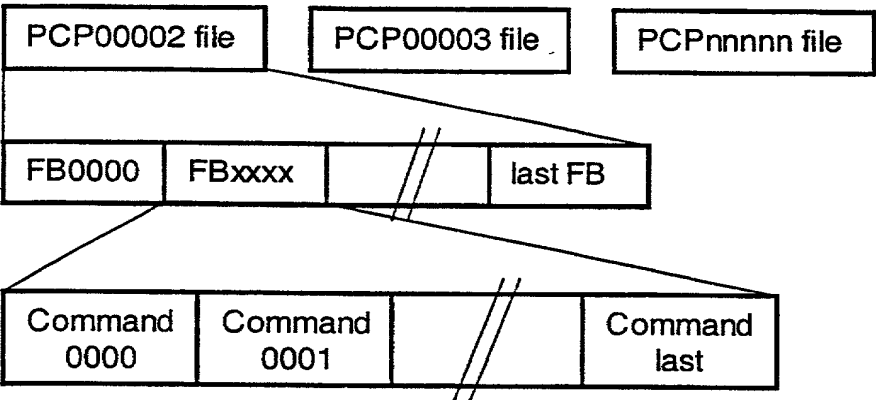 PCP00002 file
PCP00003 file
PCPnnnnn file
FB0000
FBxxxx
last FB
Command
0000
Command
0001
Command
last